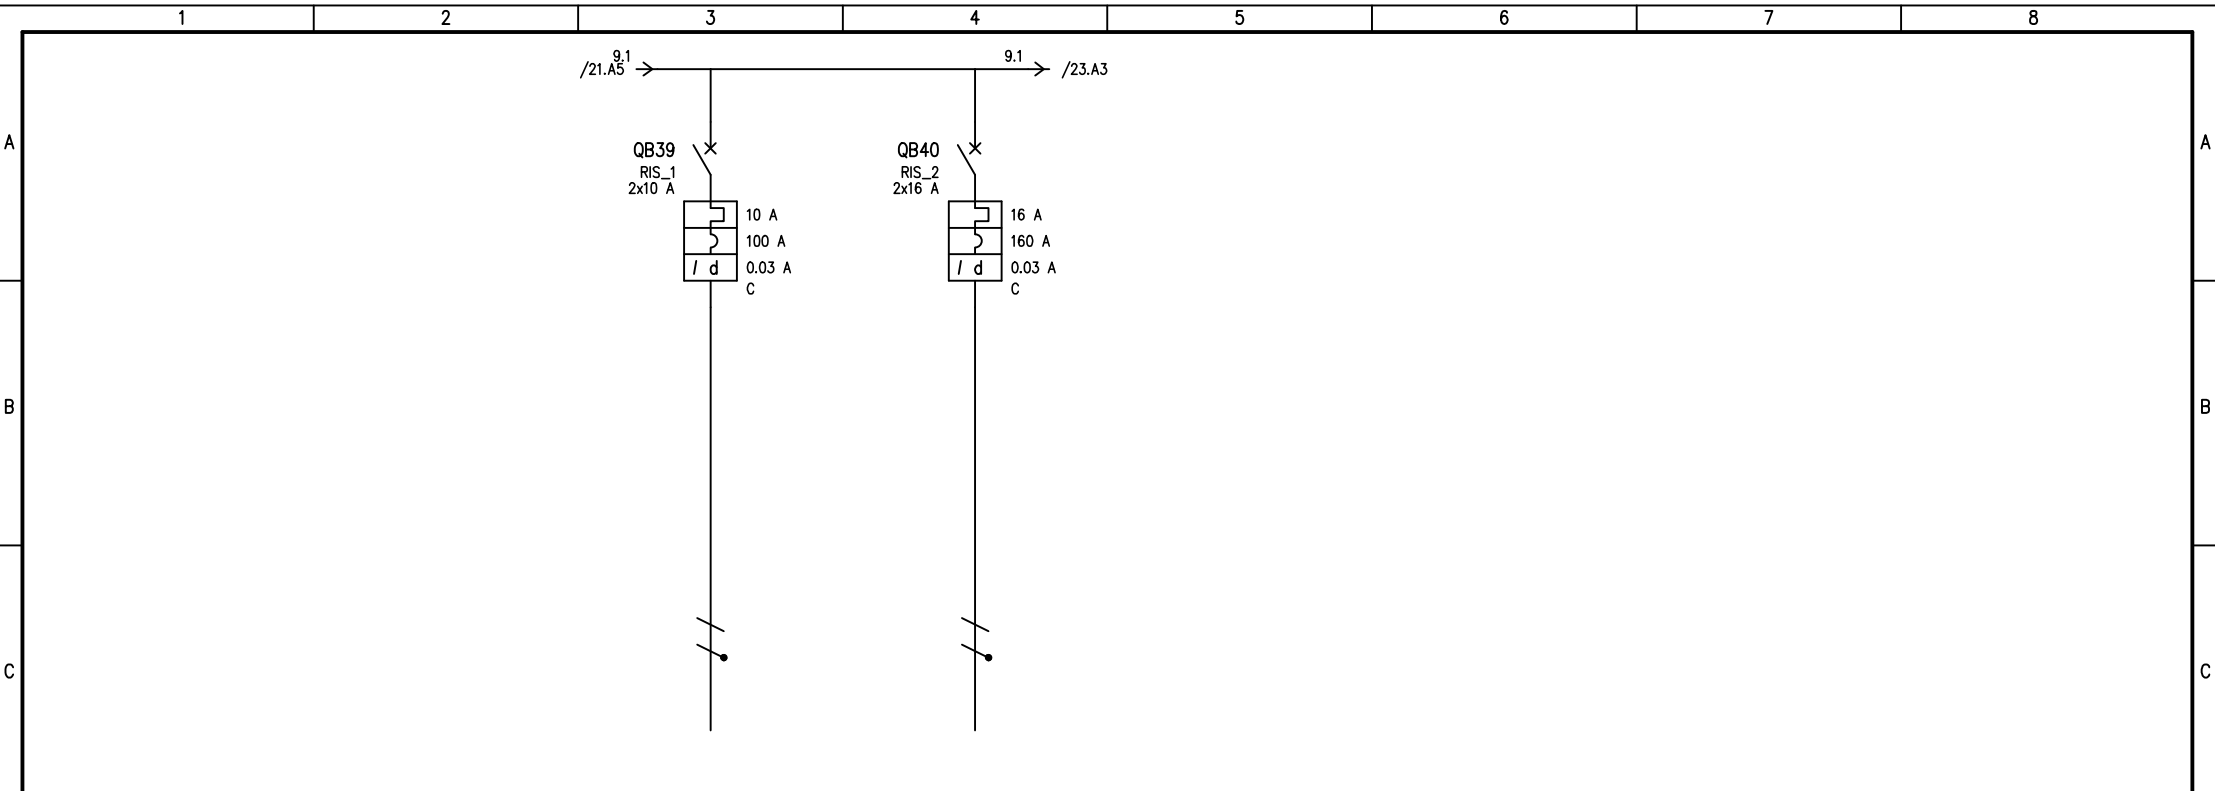 1 2 3 4 5 6 7 8
9.1 9.1
/21.A5 /23.A3
A A
QB39 QB40
RIS_1 RIS_2
2x10 A 2x16 A
10 A 16 A
100 A 160 A
I d 0.03 A I d 0.03 A
C C
B B
C C